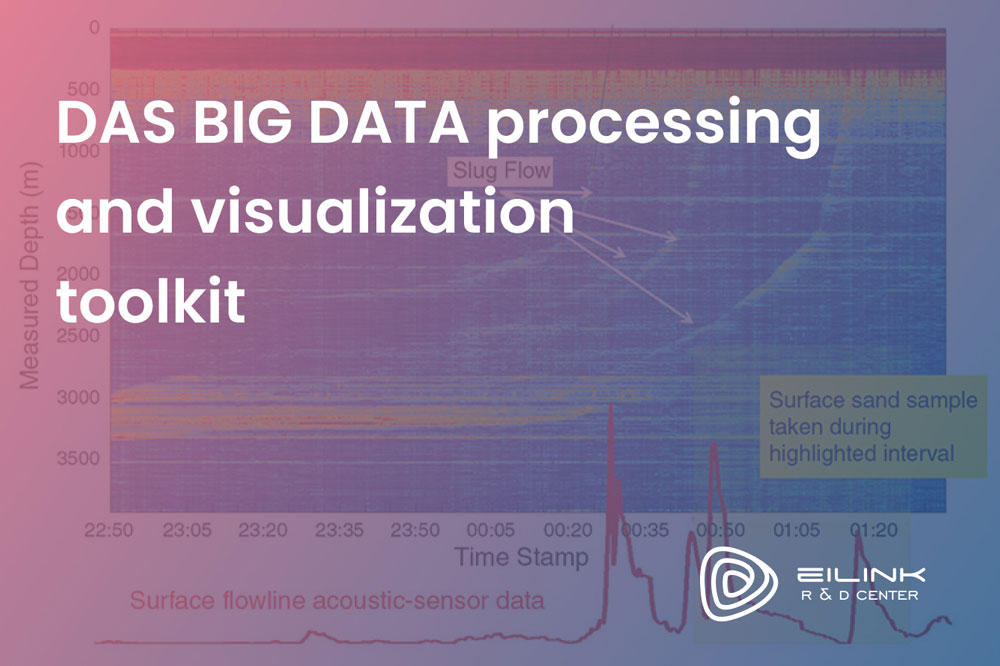 DAS BIG DATA processing
and visualization
toolkit
0
500
1000
2000
2500
3000
3500
Measured Depth (m)
Slug Flow
Surface sand sample
taken during
highlighted interval
22:50 23:05 23:20 23:35 23:50 00:05 00:20 00:35 00:50 01:05 01:20
Time Stamp
Surface flowline acoustic-sensor data
EILINK
R & D CENTER